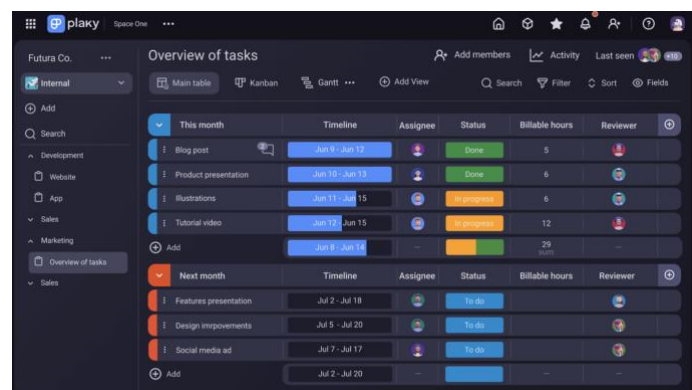 plaky Space One
Futura Co.
Internal
Add
Search
Development
Website
App
Sales
Marketing
Overview of tasks
Sales
Overview of tasks
Add members Activity Last seen
Main table Kanban Gantt Add View Search Filter Sort Fields
This month Timeline Assignee Status Billable hours Reviewer
Blog post 2 Jun 9 - Jun 12 Done 5
Product presentation Jun 10 - Jun 13 Done 6
Illustrations Jun 11 - Jun 15 In progress 6
Tutorial video Jun 12 - Jun 15 In progress 12
Add Jun 8 - Jun 14 29
sum
Next month Timeline Assignee Status Billable hours Reviewer
Features presentation Jul 2 - Jul 18 To do
Design imrpovements Jul 5 - Jul 20 To do
Social media ad Jul 7 - Jul 17 To do
Add Jul 2 - Jul 20